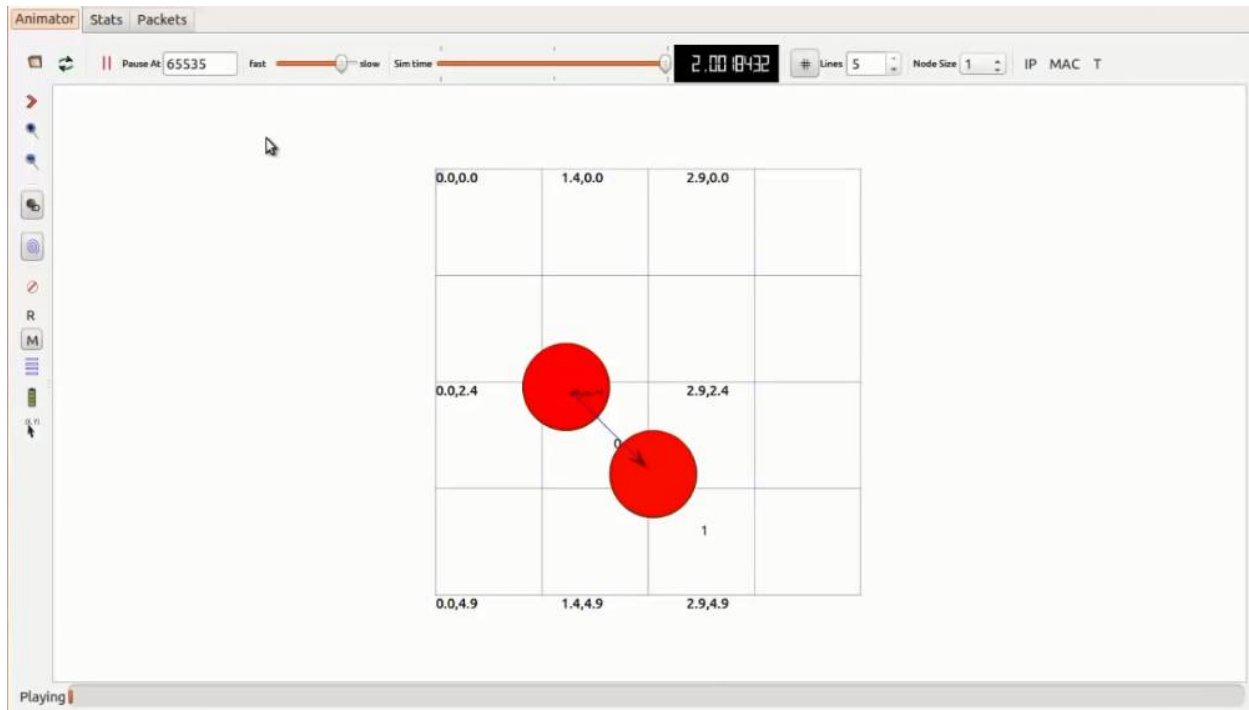 Animator Stats Packets
Pause At 65535 fast slow Sim time 2.0018432 # Lines 5 Node Size 1 IP MAC T
0.0,0.0 1.4,0.0 2.9,0.0
R
M
0.0,2.4 2.9,2.4
0
1
0.0,4.9 1.4,4.9 2.9,4.9
Playing